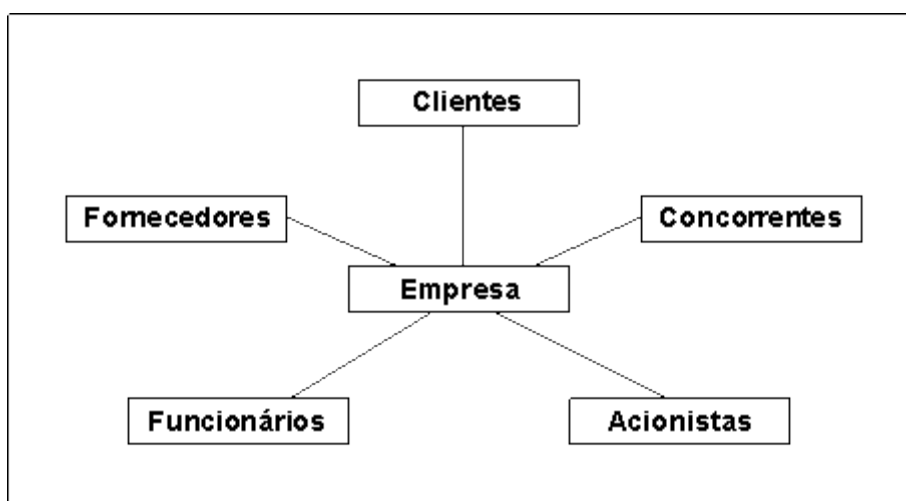 Clientes
Fornecedores
Concorrentes
Empresa
Funcionários
Acionistas